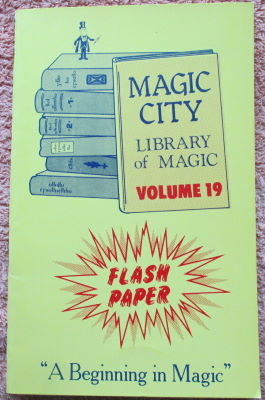 MAGIC
CITY
LIBRARY
of MAGIC
VOLUME 19
FLASH
PAPER
“A Beginning in Magic”